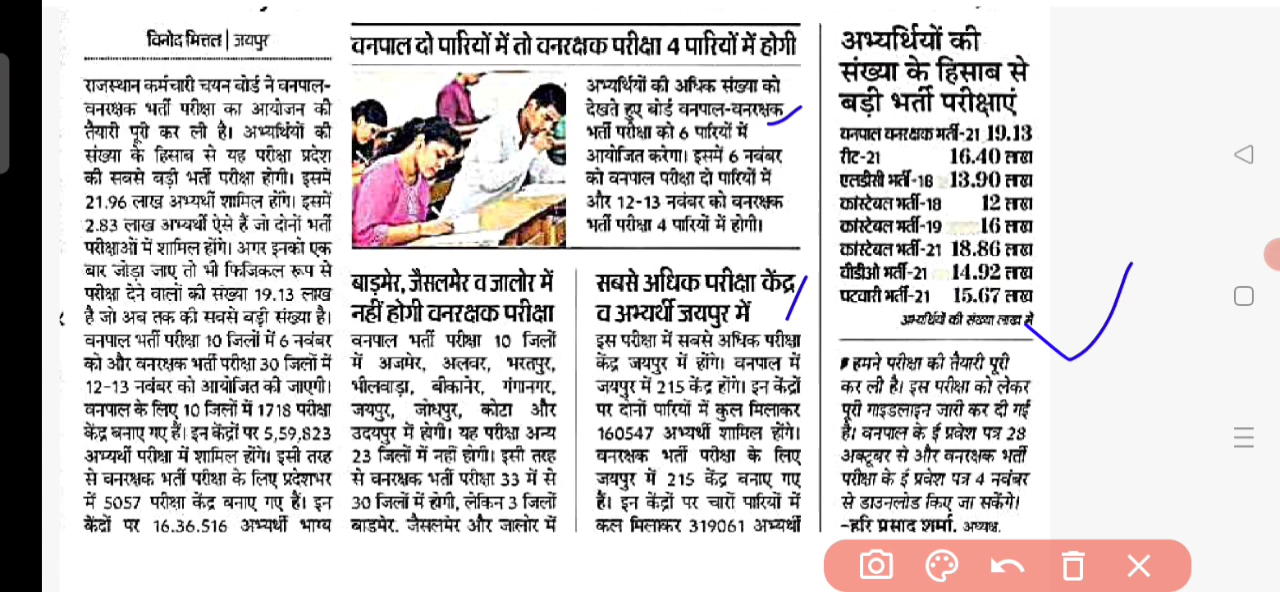 विनोद मित्तल | जयपुर
राजस्थान कर्मचारी चयन बोर्ड ने वनपाल-
वनरक्षक भर्ती परीक्षा का आयोजन की
तैयारी पूरी कर ली है। अभ्यर्थियों की
संख्या के हिसाब से यह परीक्षा प्रदेश
की सबसे बड़ी भर्ती परीक्षा होगी। इसमें
21.96 लाख अभ्यर्थी शामिल होंगे। इसमें
2.83 लाख अभ्यर्थी ऐसे हैं जो दोनों भर्ती
परीक्षाओं में शामिल होंगे। अगर इनको एक
बार जोड़ा जाए तो भी फिजिकल रूप से
परीक्षा देने वालों की संख्या 19.13 लाख
है जो अब तक की सबसे बड़ी संख्या है।
वनपाल भर्ती परीक्षा 10 जिलों में 6 नवंबर
को और वनरक्षक भर्ती परीक्षा 30 जिलों में
12-13 नवंबर को आयोजित की जाएगी।
वनपाल के लिए 10 जिलों में 1718 परीक्षा
केंद्र बनाए गए हैं। इन केंद्रों पर 5,59,823
अभ्यर्थी परीक्षा में शामिल होंगे। इसी तरह
से वनरक्षक भर्ती परीक्षा के लिए प्रदेशभर
में 5057 परीक्षा केंद्र बनाए गए हैं। इन
केंद्रों पर 16,36,516 अभ्यर्थी भाग्य
वनपाल दो पारियों में तो वनरक्षक परीक्षा 4 पारियों में होगी
अभ्यर्थियों की अधिक संख्या को
देखते हुए बोर्ड वनपाल-वनरक्षक
भर्ती परीक्षा को 6 पारियों में
आयोजित करेगा। इसमें 6 नवंबर
को वनपाल परीक्षा दो पारियों में
और 12-13 नवंबर को वनरक्षक
भर्ती परीक्षा 4 पारियों में होगी।
बाड़मेर, जैसलमेर व जालोर में
नहीं होगी वनरक्षक परीक्षा
वनपाल भर्ती परीक्षा 10 जिलों
में अजमेर, अलवर, भरतपुर,
भीलवाड़ा, बीकानेर, गंगानगर,
जयपुर, जोधपुर, कोटा और
उदयपुर में होगी। यह परीक्षा अन्य
23 जिलों में नहीं होगी। इसी तरह
से वनरक्षक भर्ती परीक्षा 33 में से
30 जिलों में होगी, लेकिन 3 जिलों
बाड़मेर, जैसलमेर और जालोर में
सबसे अधिक परीक्षा केंद्र
व अभ्यर्थी जयपुर में
इस परीक्षा में सबसे अधिक परीक्षा
केंद्र जयपुर में होंगे। वनपाल में
जयपुर में 215 केंद्र होंगे। इन केंद्रों
पर दोनों पारियों में कुल मिलाकर
160547 अभ्यर्थी शामिल होंगे।
वनरक्षक भर्ती परीक्षा के लिए
जयपुर में 215 केंद्र बनाए गए
हैं। इन केंद्रों पर चारों पारियों में
कुल मिलाकर 319061 अभ्यर्थी
अभ्यर्थियों की
संख्या के हिसाब से
बड़ी भर्ती परीक्षाएं
वनपाल वनरक्षक भर्ती-21 19.13
रीट-21 16.40 लाख
एलडीसी भर्ती-18 13.90 लाख
कांस्टेबल भर्ती-18 12 लाख
कांस्टेबल भर्ती-19 16 लाख
कांस्टेबल भर्ती-21 18.86 लाख
वीडीओ भर्ती-21 14.92 लाख
पटवारी भर्ती-21 15.67 लाख
अभ्यर्थियों की संख्या लाख में
हमने परीक्षा की तैयारी पूरी
कर ली है। इस परीक्षा को लेकर
पूरी गाइडलाइन जारी कर दी गई
है। वनपाल के ई प्रवेश पत्र 28
अक्टूबर से और वनरक्षक भर्ती
परीक्षा के ई प्रवेश पत्र 4 नवंबर
से डाउनलोड किए जा सकेंगे।
-हरि प्रसाद शर्मा, अध्यक्ष,